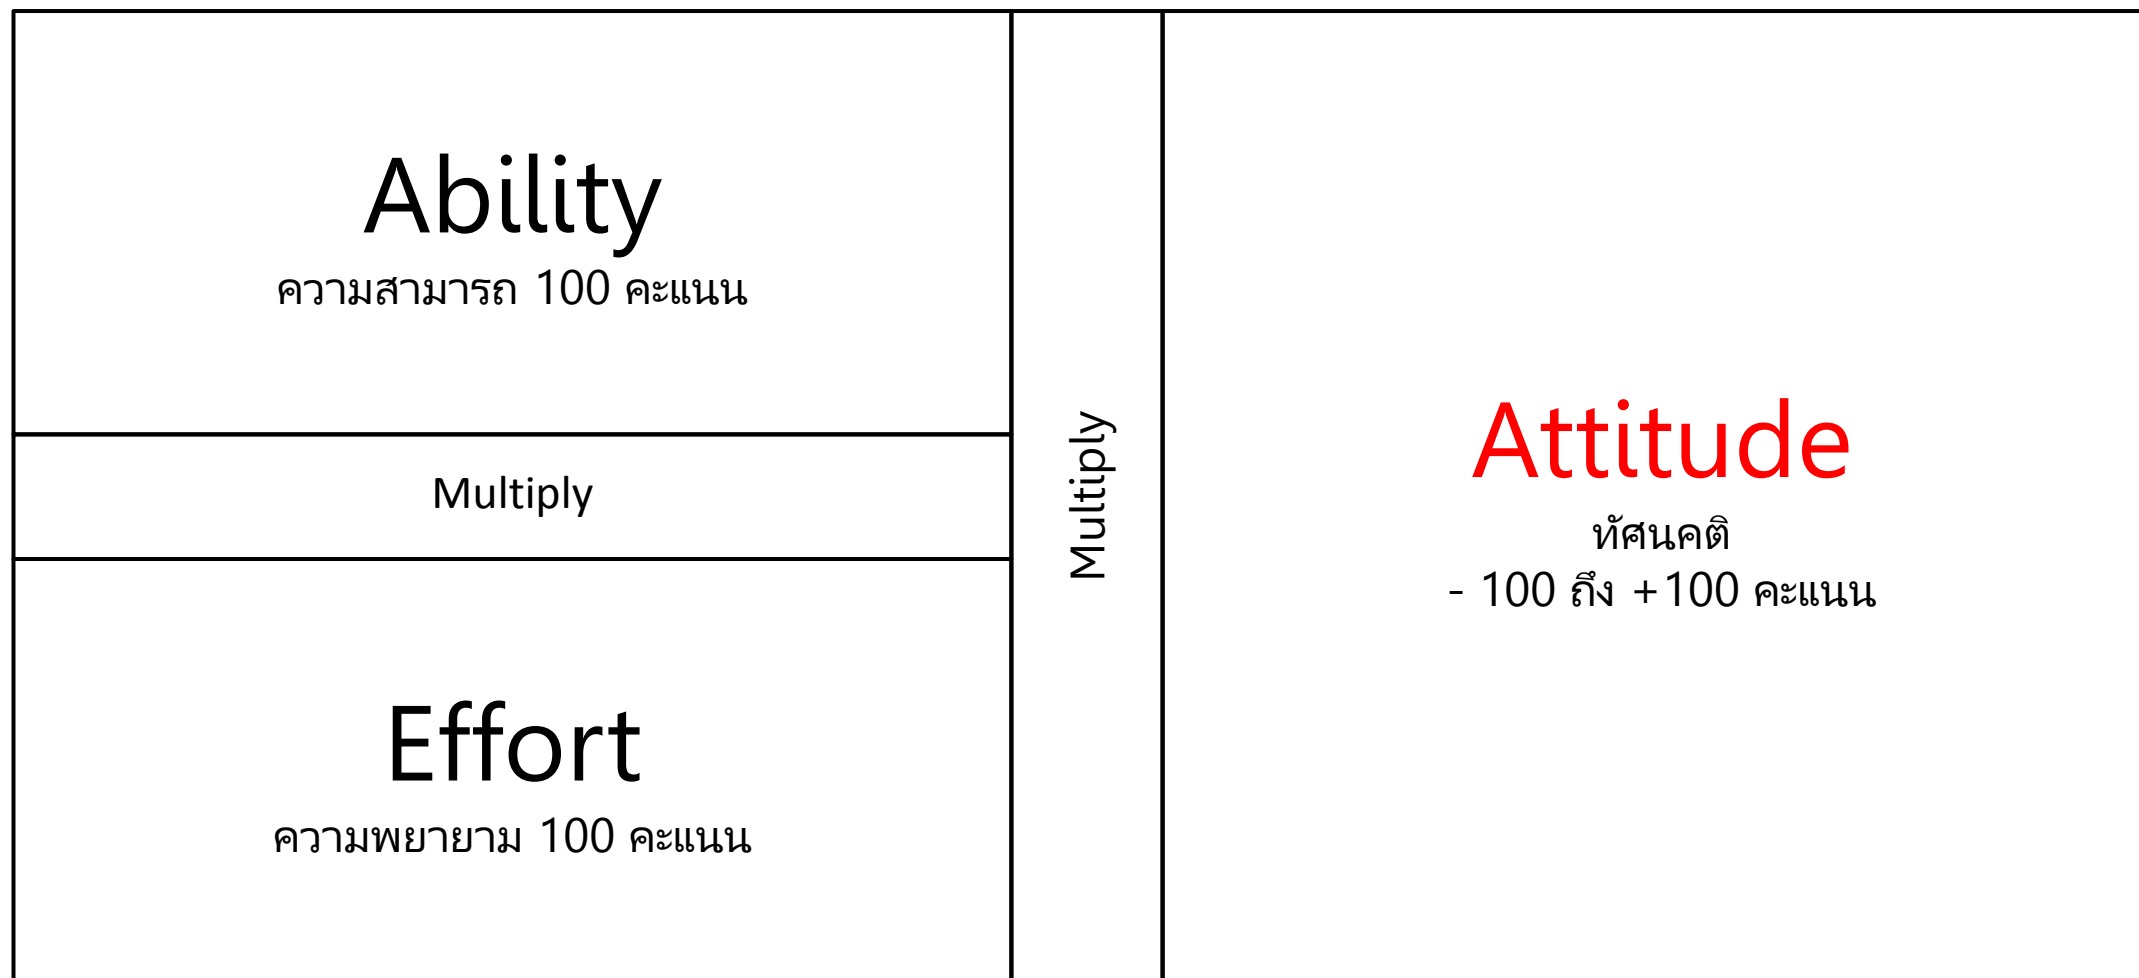 Ability
ความสามารถ 100 คะแนน
Multiply
Effort
ความพยายาม 100 คะแนน
Multiply
Attitude
ทัศนคติ
- 100 ถึง +100 คะแนน